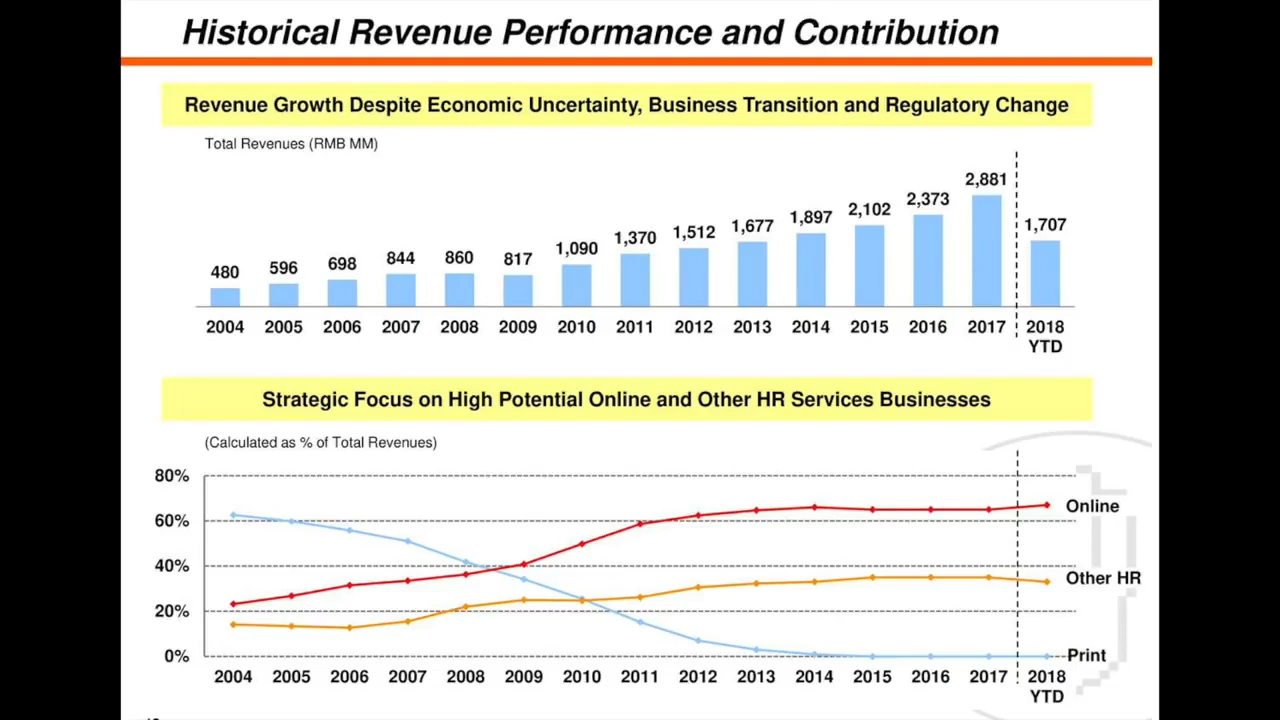 Historical Revenue Performance and Contribution
Revenue Growth Despite Economic Uncertainty, Business Transition and Regulatory Change
Total Revenues (RMB MM)
480 596 698 844 860 817 1,090 1,370 1,512 1,677 1,897 2,102 2,373 2,881 1,707
2004 2005 2006 2007 2008 2009 2010 2011 2012 2013 2014 2015 2016 2017 2018
YTD
Strategic Focus on High Potential Online and Other HR Services Businesses
(Calculated as % of Total Revenues)
80%
60%
40%
20%
0%
Online
Other HR
Print
2004 2005 2006 2007 2008 2009 2010 2011 2012 2013 2014 2015 2016 2017 2018
YTD